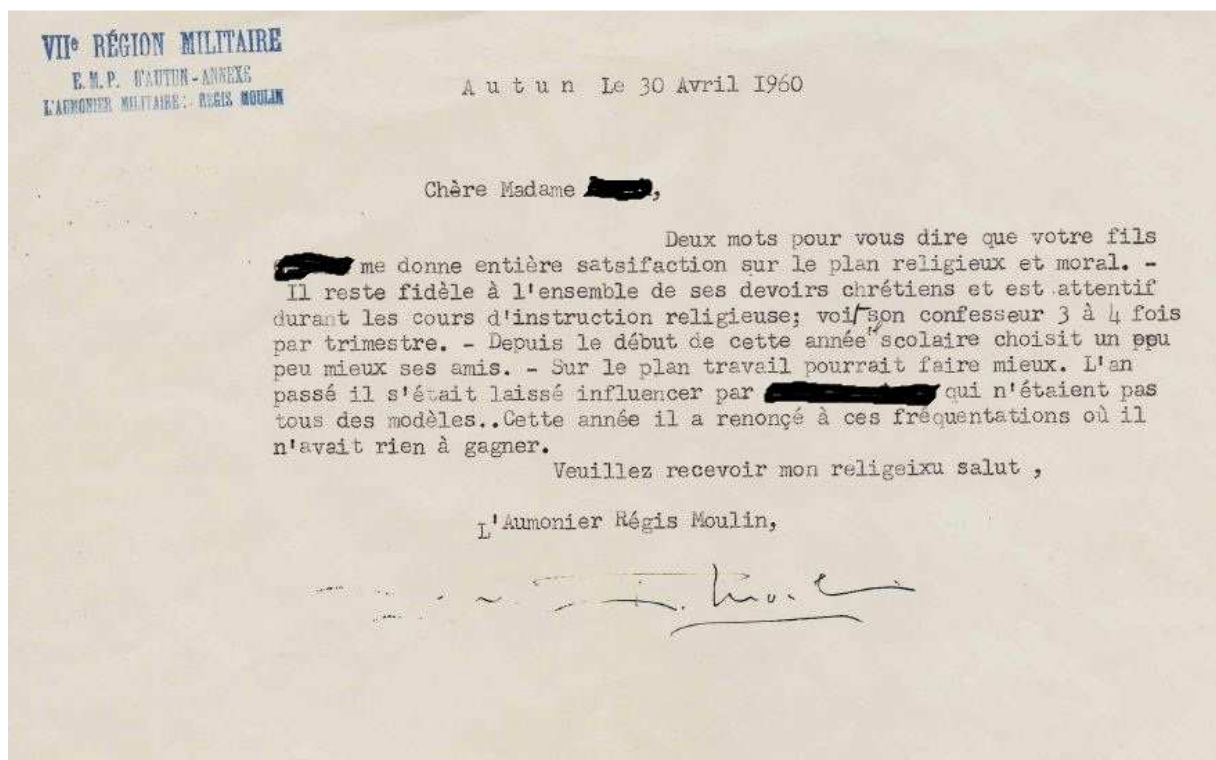 VIIe RÉGION MILITAIRE
E. M. P. D'AUTUN - ANNEXE
L'AUMONIER MILITAIRE: REGIS MOULIN
Autun Le 30 Avril I960
Chère Madame ,
Deux mots pour vous dire que votre fils
me donne entière satsifaction sur le plan religieux et moral. -
Il reste fidèle à l'ensemble de ses devoirs chrétiens et est attentif
durant les cours d'instruction religieuse; voit son confesseur 3 à 4 fois
par trimestre. - Depuis le début de cette année scolaire choisit un ppu
peu mieux ses amis. - Sur le plan travail pourrait faire mieux. L'an
passé il s'était laissé influencer par qui n'étaient pas
tous des modèles..Cette année il a renonçé à ces fréquentations où il
n'avait rien à gagner.
Veuillez recevoir mon religeixu salut ,
L'Aumonier Régis Moulin,